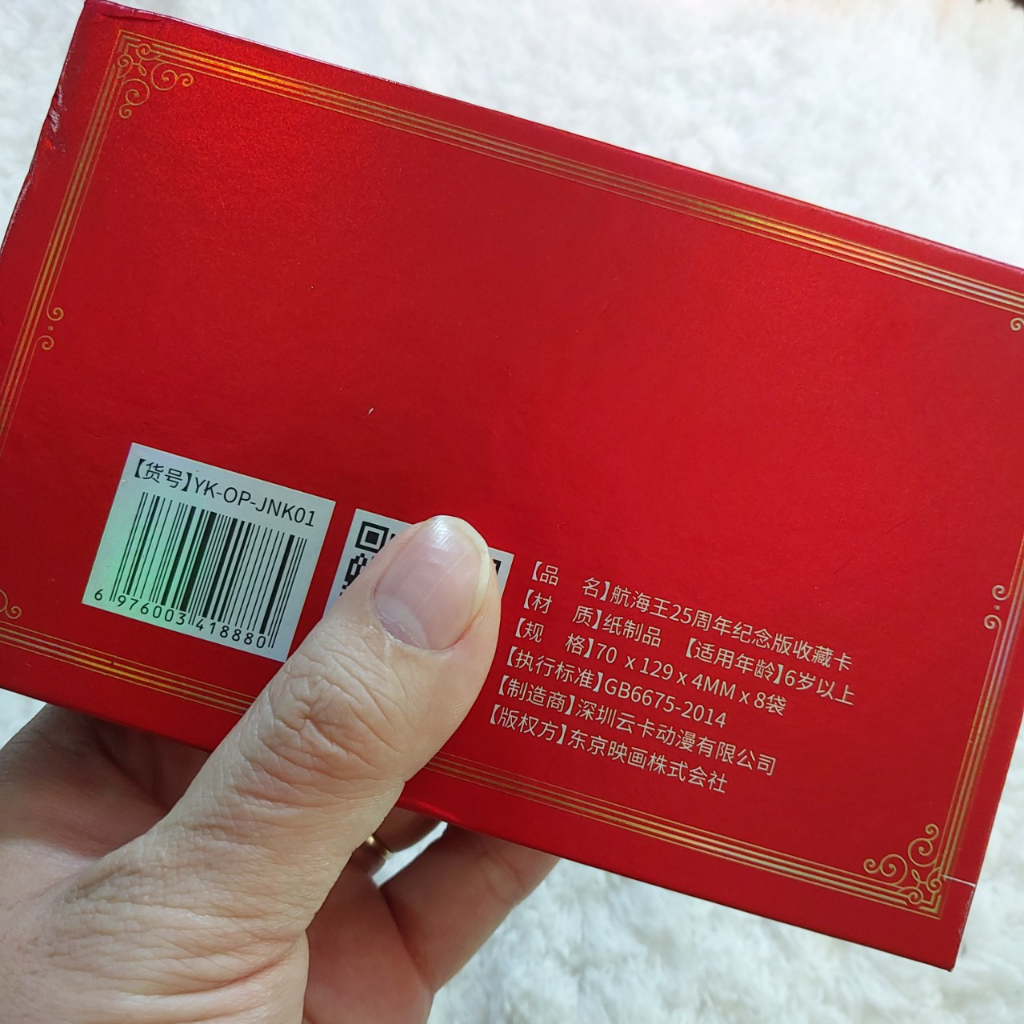 【货号】YK-OP-JNK01
6 976003 418880
【品 名】航海王25周年纪念版收藏卡
【材 质】纸制品 【适用年龄】6岁以上
【规 格】70 x 129 x 4MM x 8袋
【执行标准】GB6675-2014
【制造商】深圳云卡动漫有限公司
【版权方】东京映画株式会社